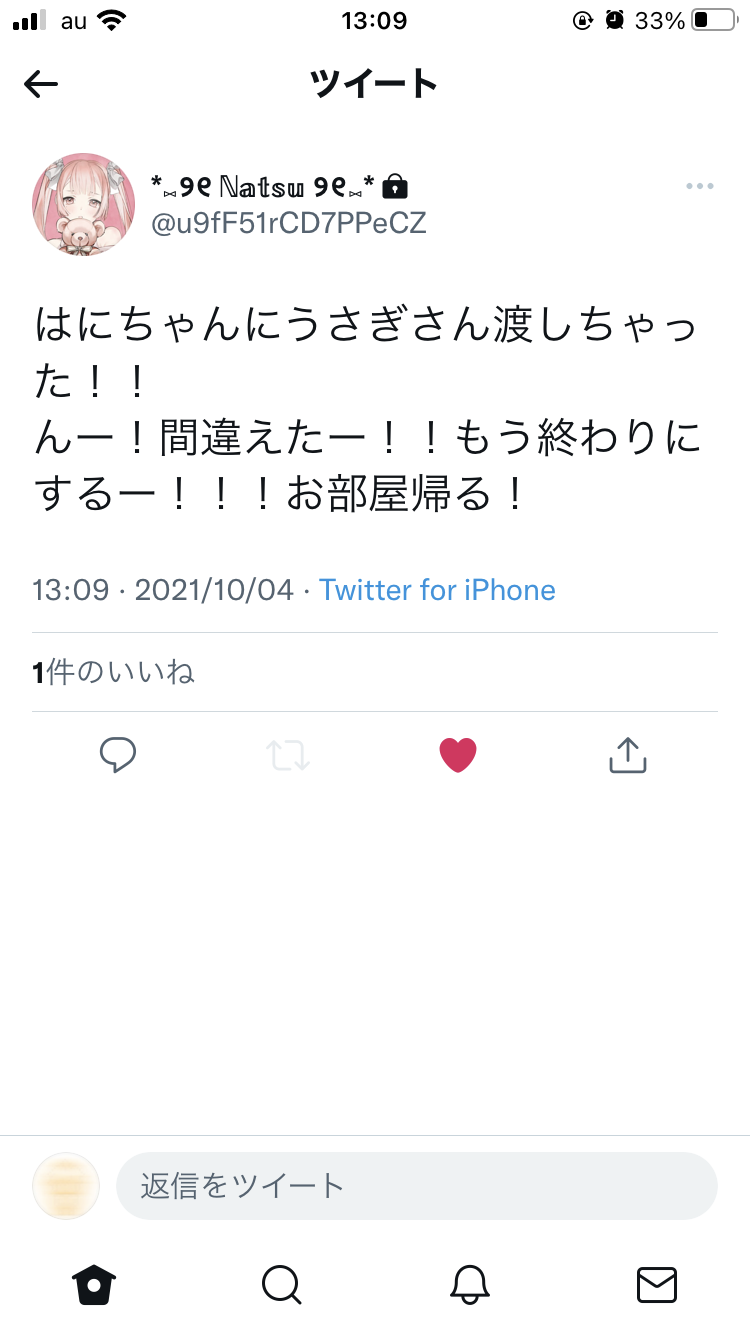 au 13:09 33%
ツイート
*⑅୨୧ ℕ𝕒𝕥𝕤𝕦 ୨୧⑅*
@u9fF51rCD7PPeCZ
はにちゃんにうさぎさん渡しちゃっ
た！！
んー！間違えたー！！もう終わりに
するー！！！お部屋帰る！
13:09 · 2021/10/04 · Twitter for iPhone
1件のいいね
返信をツイート